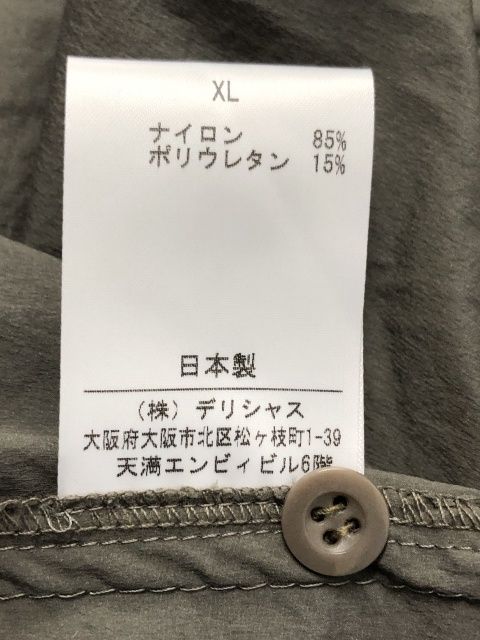 XL
ナイロン 85%
ポリウレタン 15%
日本製
（株）デリシャス
大阪府大阪市北区松ヶ枝町1-39
天満エンビィビル6階